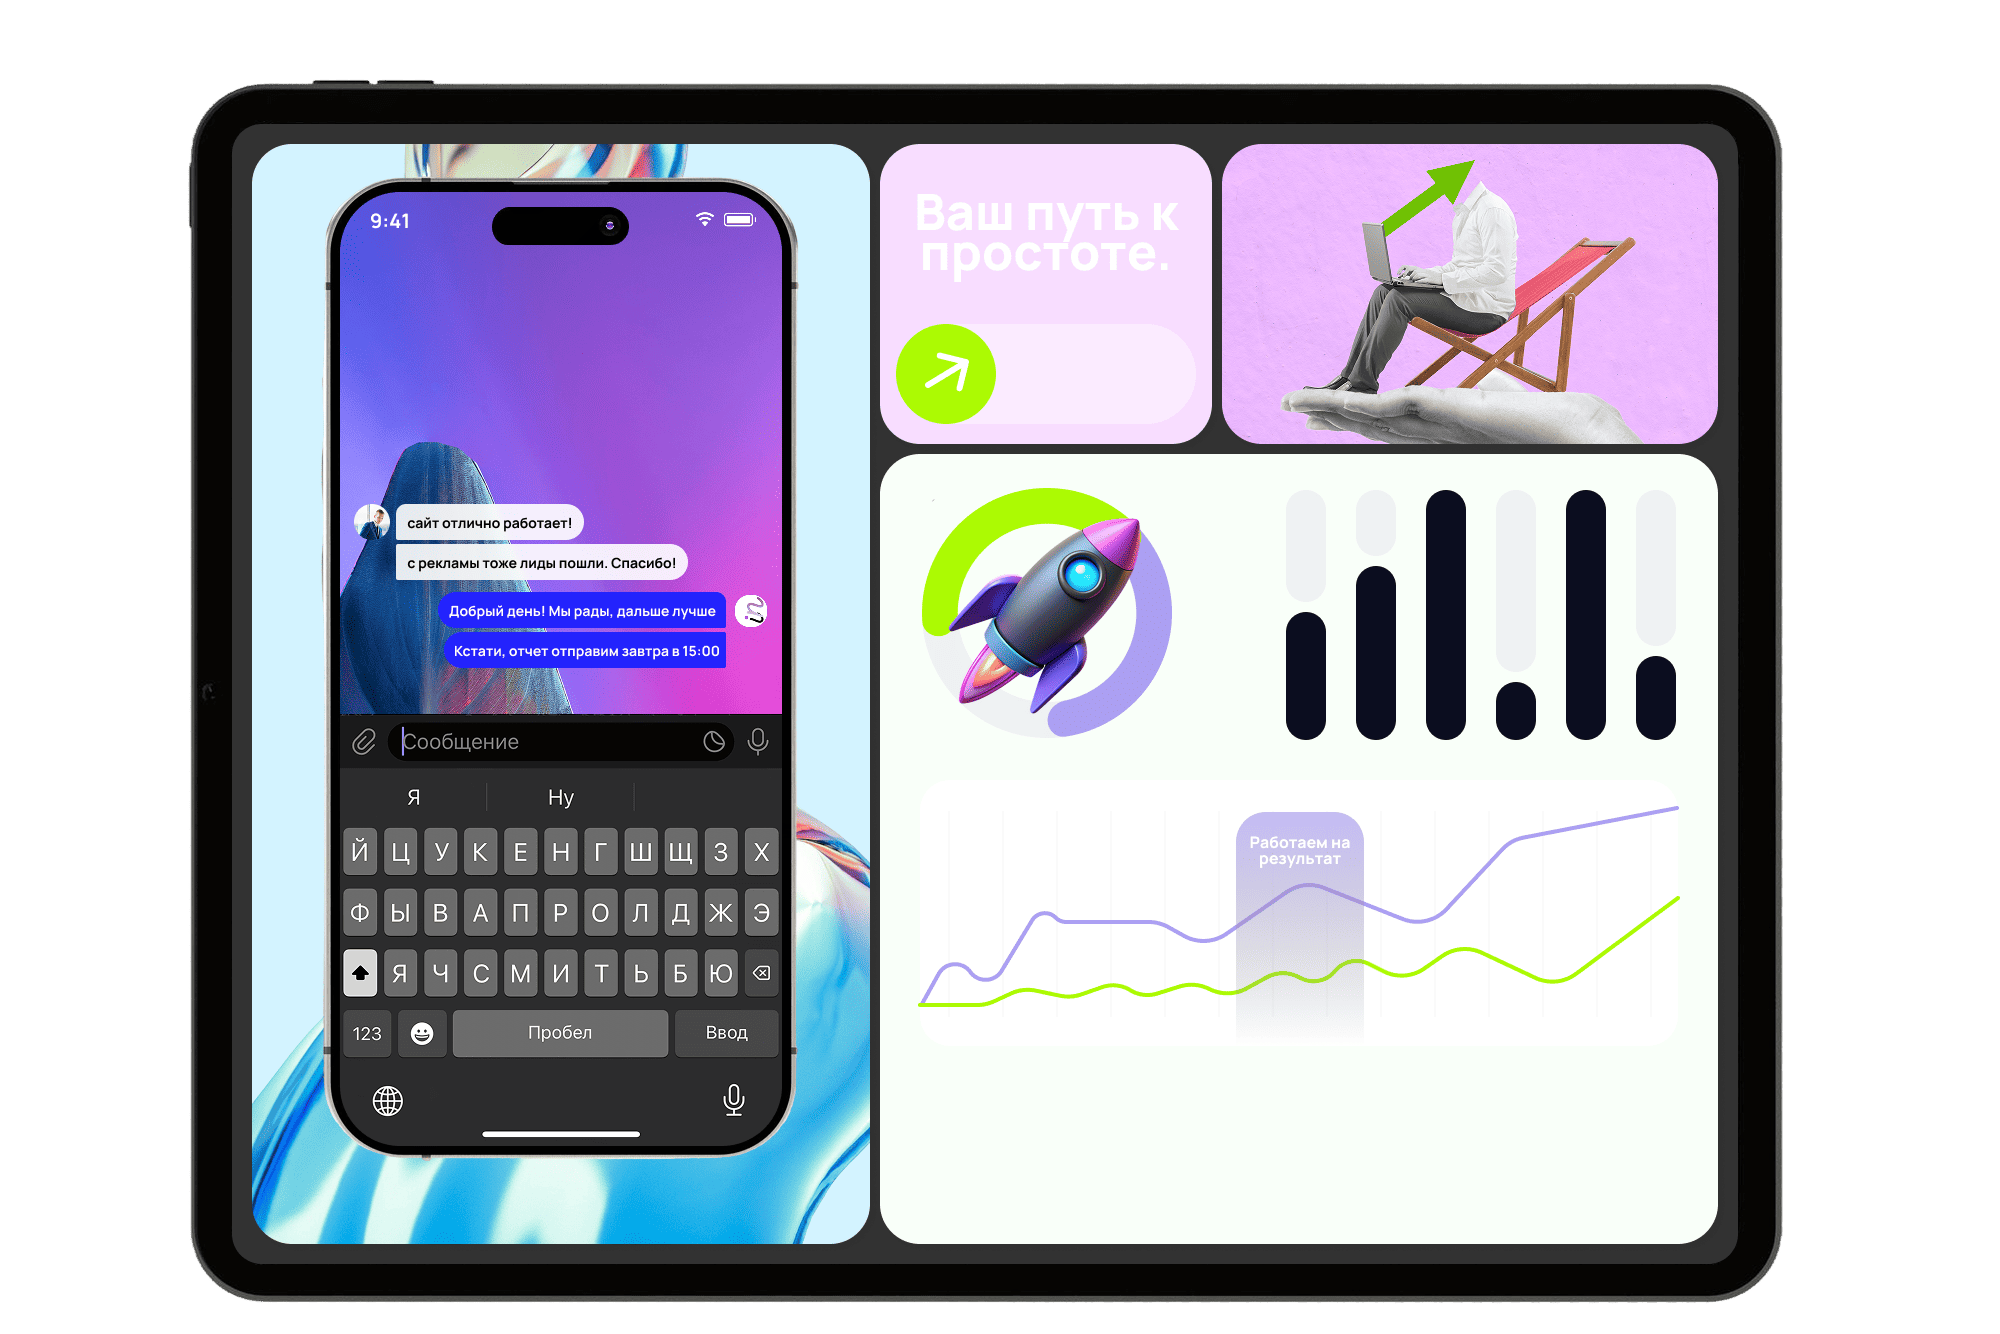 9:41
сайт отлично работает!
с рекламы тоже лиды пошли. Спасибо!
Добрый день! Мы рады, дальше лучше
Кстати, отчет отправим завтра в 15:00
Сообщение
Я Ну
Й Ц У К Е Н Г Ш Щ З Х
Ф Ы В А П Р О Л Д Ж Э
Я Ч С М И Т Ь Б Ю
123 Пробел Ввод
Ваш путь к
простоте.
Работаем на
результат